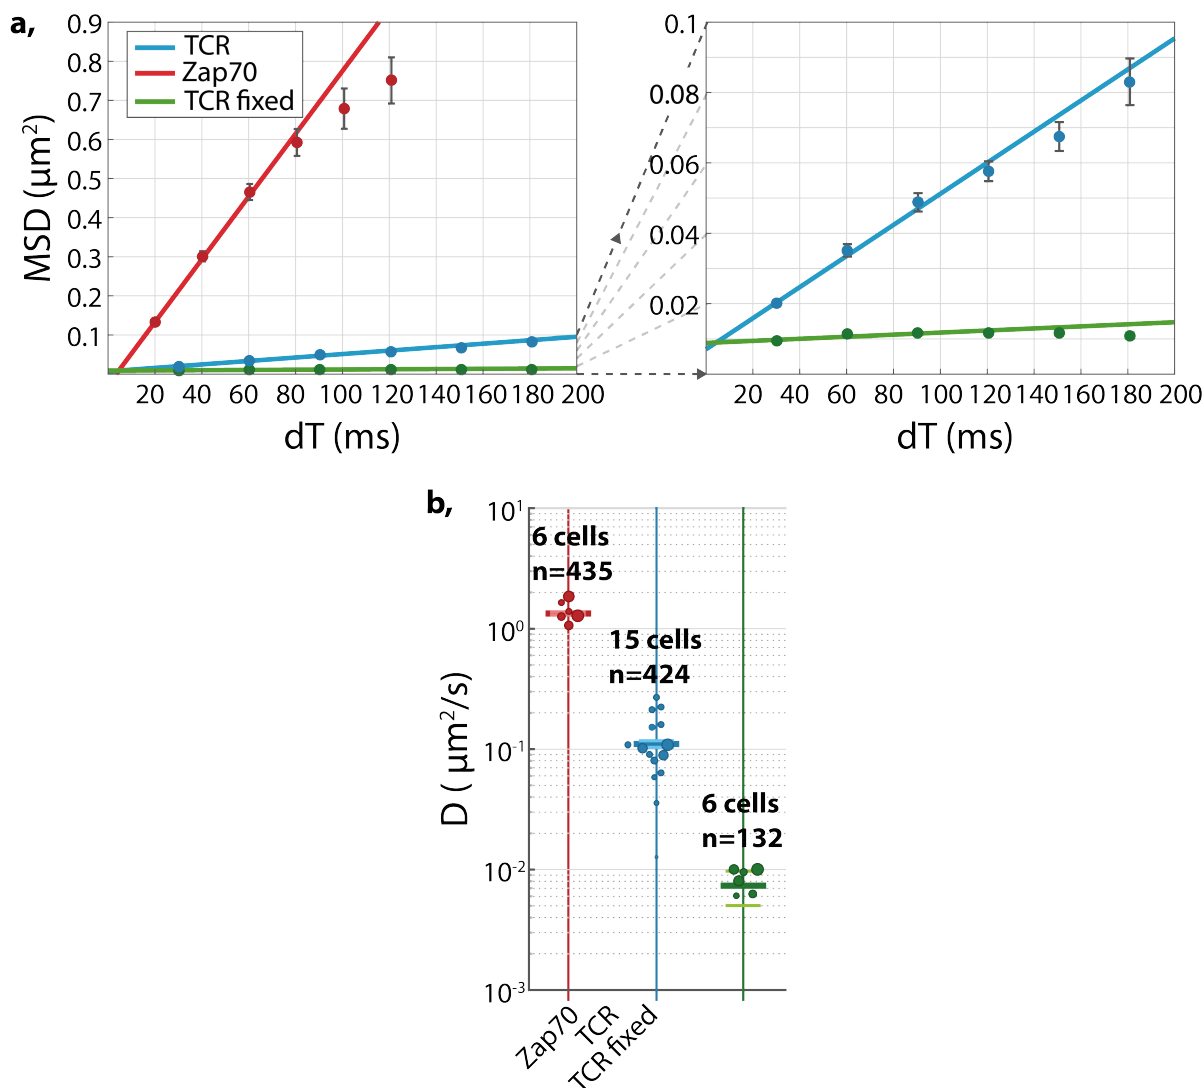 a,
TCR
Zap70
TCR fixed
MSD (μm²)
0.9
0.8
0.7
0.6
0.5
0.4
0.3
0.2
0.1
20 40 60 80 100 120 140 160 180 200
dT (ms)
0.1
0.08
0.06
0.04
0.02
20 40 60 80 100 120 140 160 180 200
dT (ms)
b,
D ( μm²/s)
10¹
10⁰
10⁻¹
10⁻²
10⁻³
6 cells
n=435
15 cells
n=424
6 cells
n=132
Zap70
TCR
TCR fixed